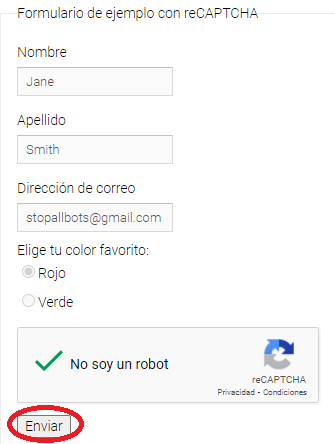 Formulario de ejemplo con reCAPTCHA
Nombre
Jane
Apellido
Smith
Dirección de correo
stopallbots@gmail.com
Elige tu color favorito:
Rojo
Verde
No soy un robot
reCAPTCHA
Privacidad - Condiciones
Enviar